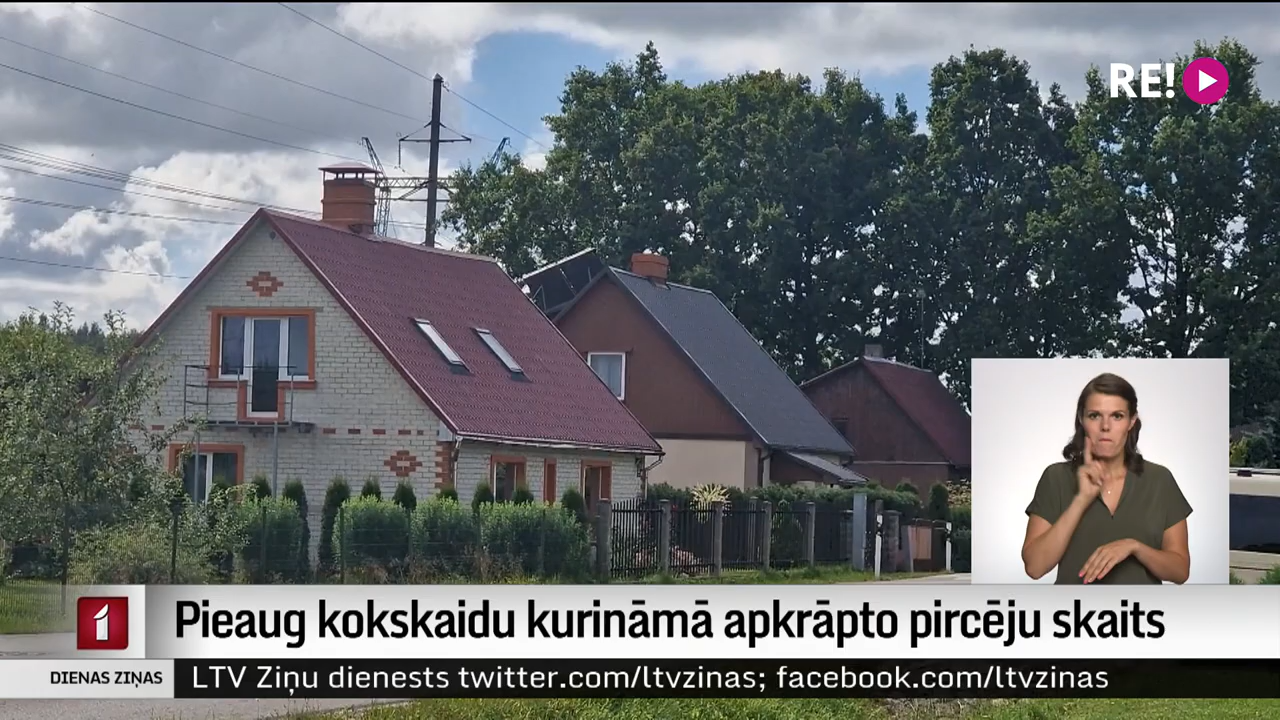 RE!
1
Pieaug kokskaidu kurināmā apkrāpto pircēju skaits
DIENAS ZIŅAS
LTV Ziņu dienests twitter.com/ltvzinas; facebook.com/ltvzinas